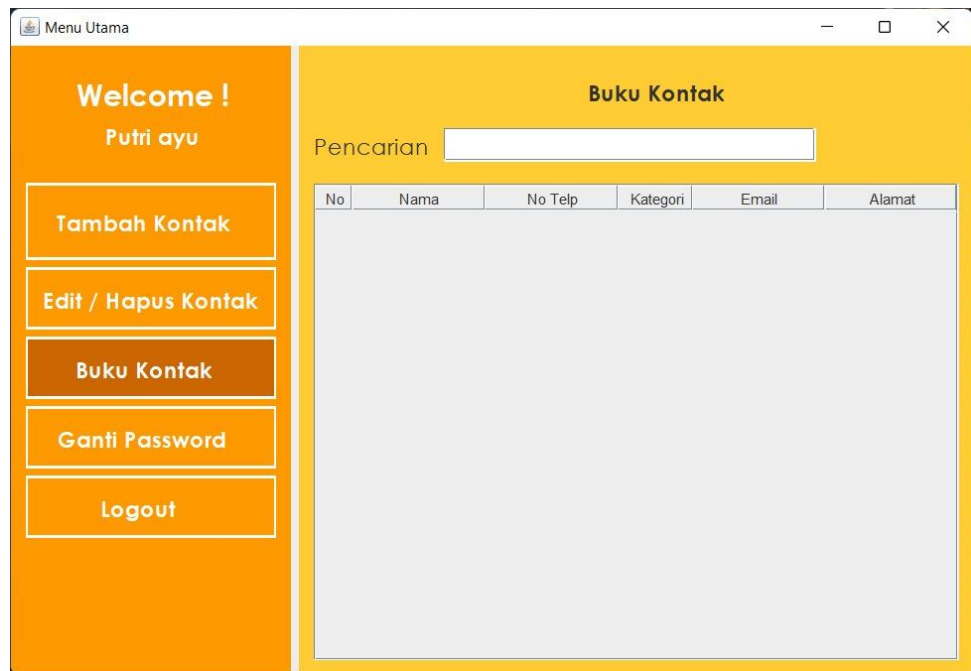 Menu Utama
Welcome !
Putri ayu
Tambah Kontak
Edit / Hapus Kontak
Buku Kontak
Ganti Password
Logout
Buku Kontak
Pencarian
No Nama No Telp Kategori Email Alamat